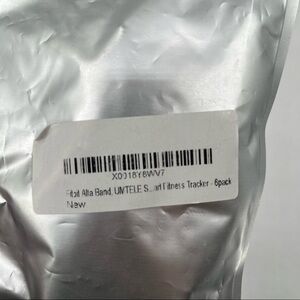 X0018Y8WV7
Fitbit Alta Band, UMTELE S...art Fitness Tracker - 6pack
New